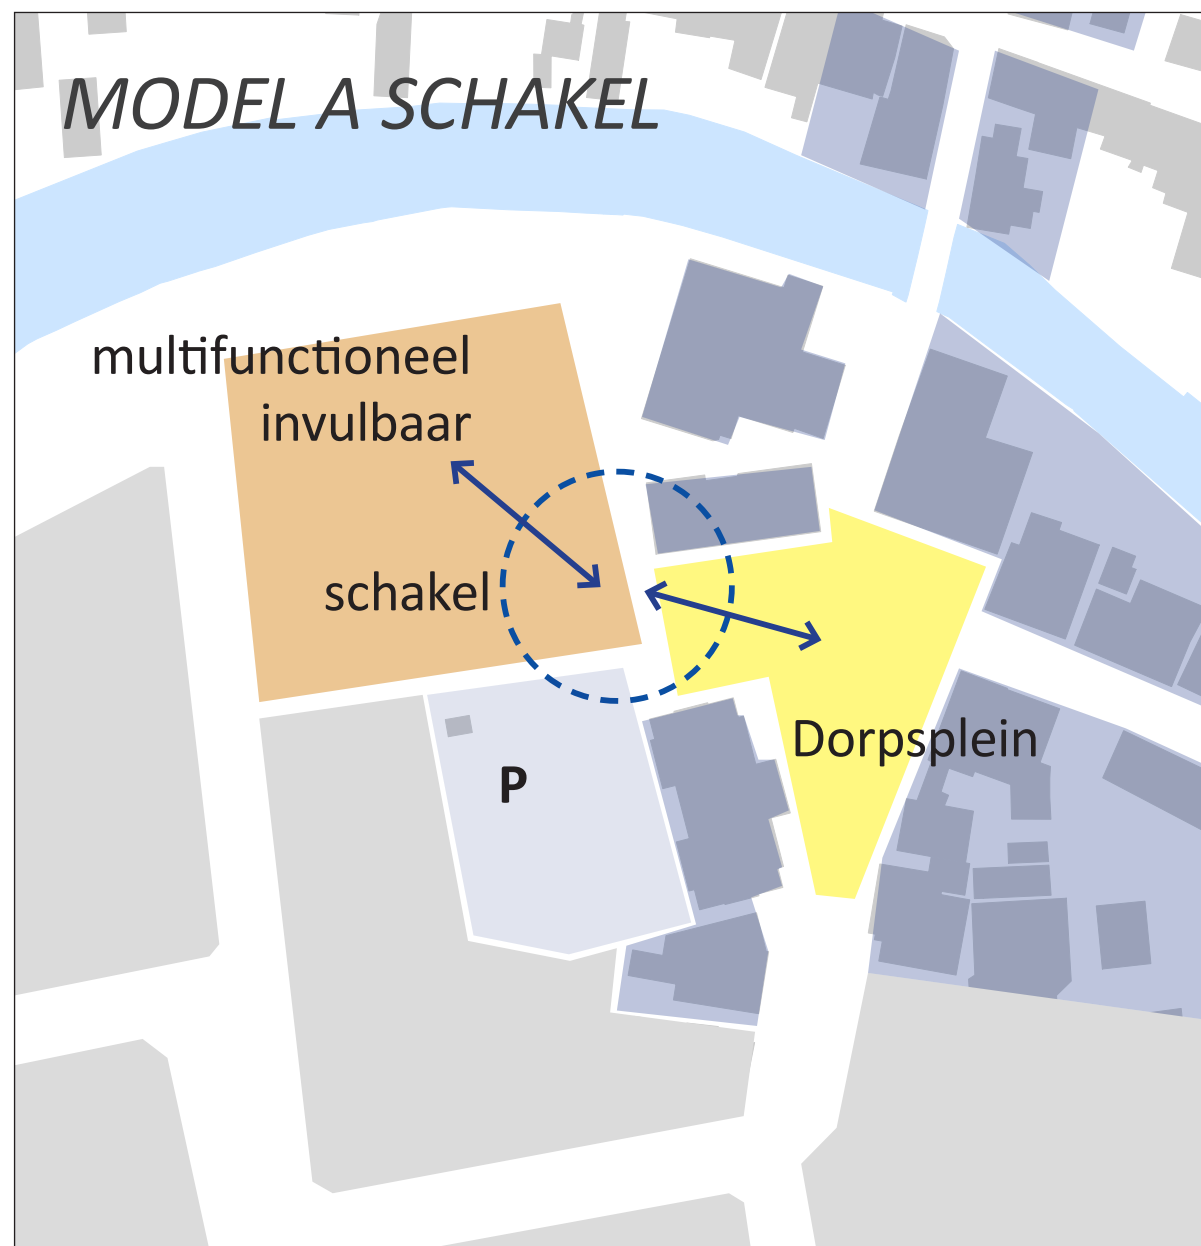 MODEL A SCHAKEL
multifunctioneel
invulbaar
schakel
Dorpsplein
P